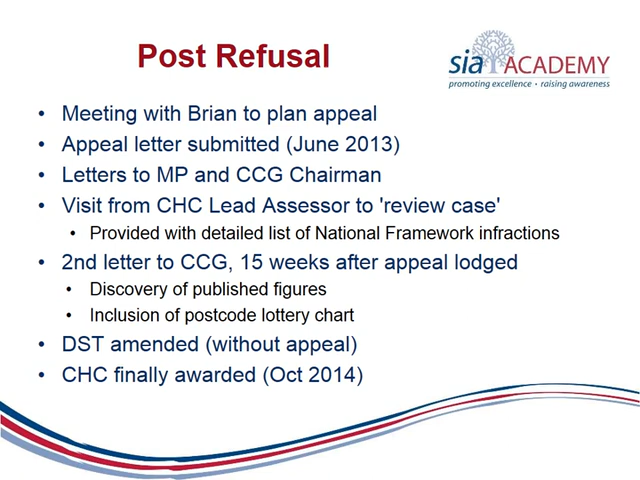 Post Refusal
sia ACADEMY
promoting excellence • raising awareness
• Meeting with Brian to plan appeal
• Appeal letter submitted (June 2013)
• Letters to MP and CCG Chairman
• Visit from CHC Lead Assessor to 'review case'
• Provided with detailed list of National Framework infractions
• 2nd letter to CCG, 15 weeks after appeal lodged
• Discovery of published figures
• Inclusion of postcode lottery chart
• DST amended (without appeal)
• CHC finally awarded (Oct 2014)